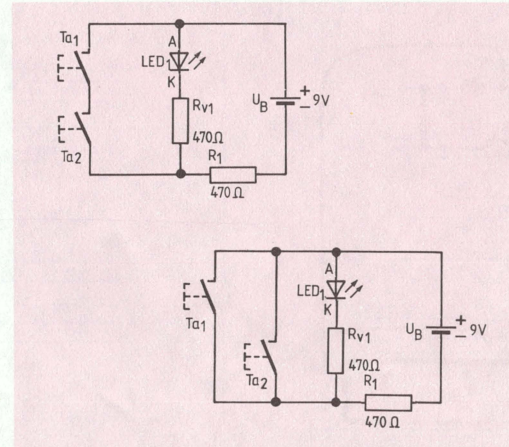 Ta1
A
LED1
K
UB
+
−
9V
Rv1
470Ω
Ta2
R1
470Ω
A
LED1
K
Ta1
UB
+
−
9V
Rv1
470Ω
Ta2
R1
470Ω